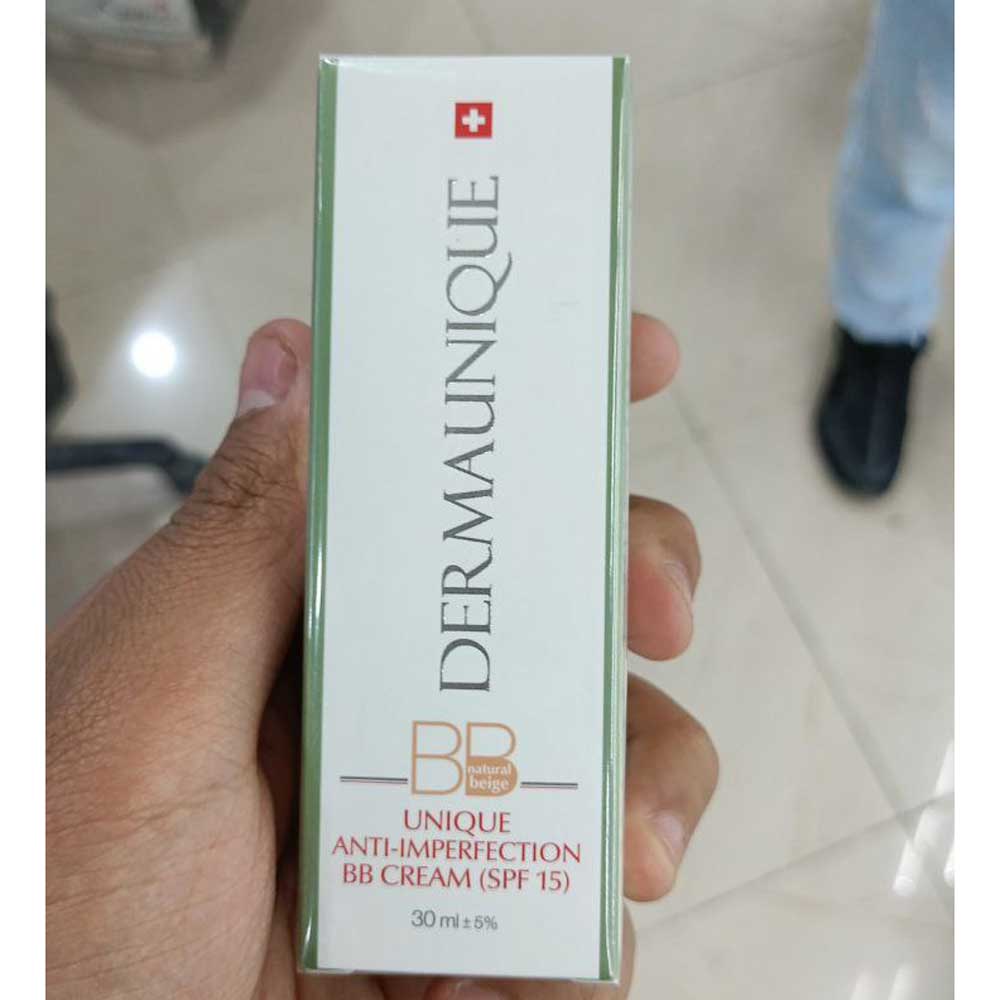 DERMAUNIQUE
BB
natural
beige
UNIQUE
ANTI-IMPERFECTION
BB CREAM (SPF 15)
30 ml ± 5%